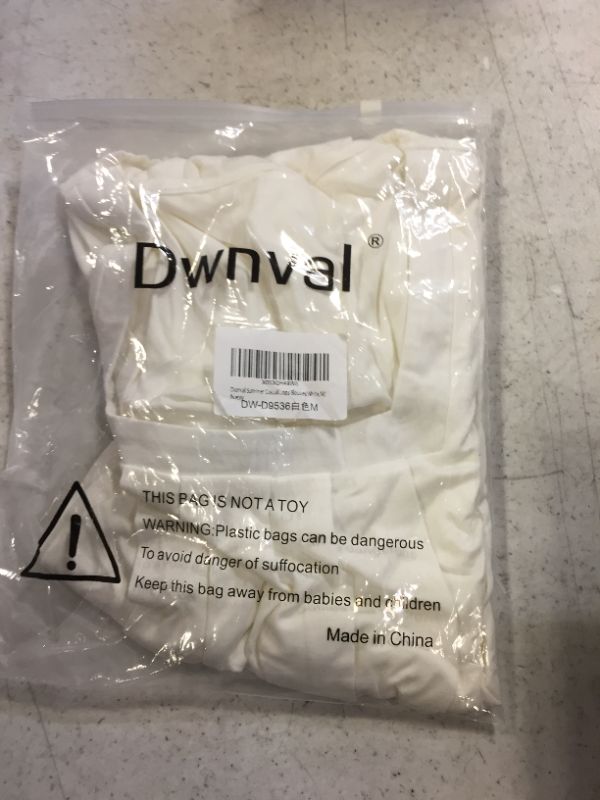 Dwnval ®
DW-D9536白色M
THIS BAG IS NOT A TOY
WARNING:Plastic bags can be dangerous
To avoid danger of suffocation
Keep this bag away from babies and children
Made in China